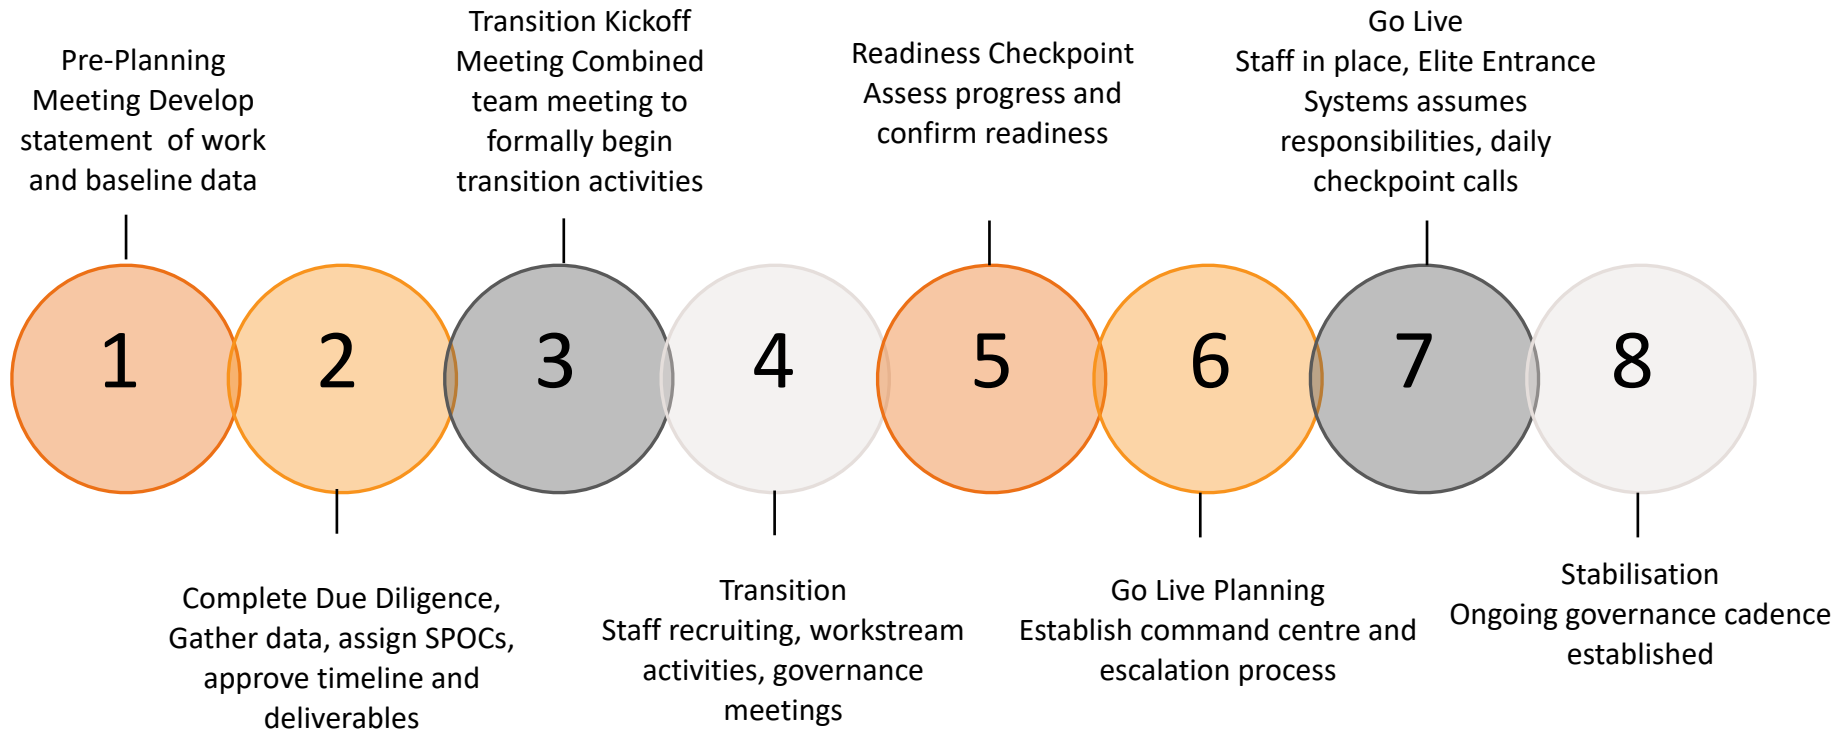 Pre-Planning
Meeting Develop
statement  of work
and baseline data
Transition Kickoff
Meeting Combined
team meeting to
formally begin
transition activities
Readiness Checkpoint
Assess progress and
confirm readiness
Go Live
Staff in place, Elite Entrance
Systems assumes
responsibilities, daily
checkpoint calls
1
2
3
4
5
6
7
8
Complete Due Diligence,
Gather data, assign SPOCs,
approve timeline and
deliverables
Transition
Staff recruiting, workstream
activities, governance
meetings
Go Live Planning
Establish command centre and
escalation process
Stabilisation
Ongoing governance cadence
established